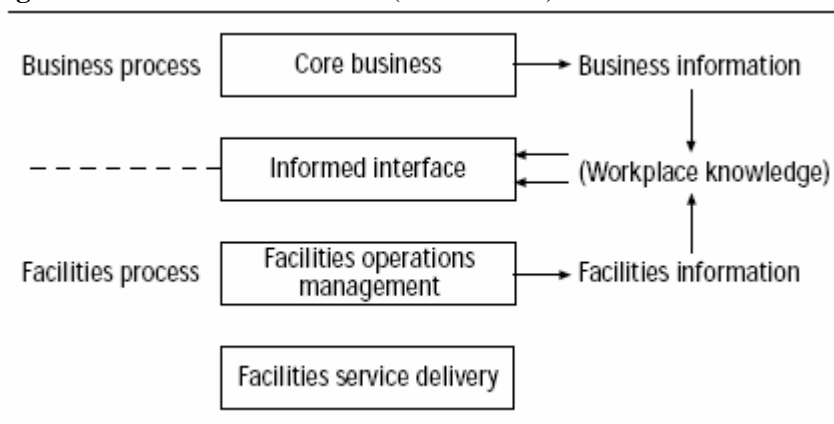 Business process
Core business
Business information
Informed interface
(Workplace knowledge)
Facilities process
Facilities operations
management
Facilities information
Facilities service delivery